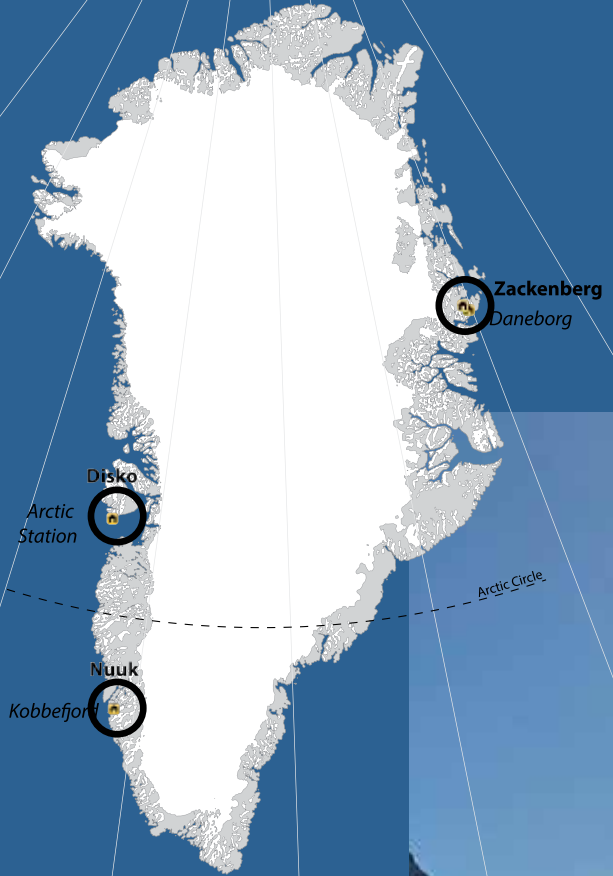 Zackenberg
Daneborg
Disko
Arctic
Station
Arctic Circle
Nuuk
Kobbefjord